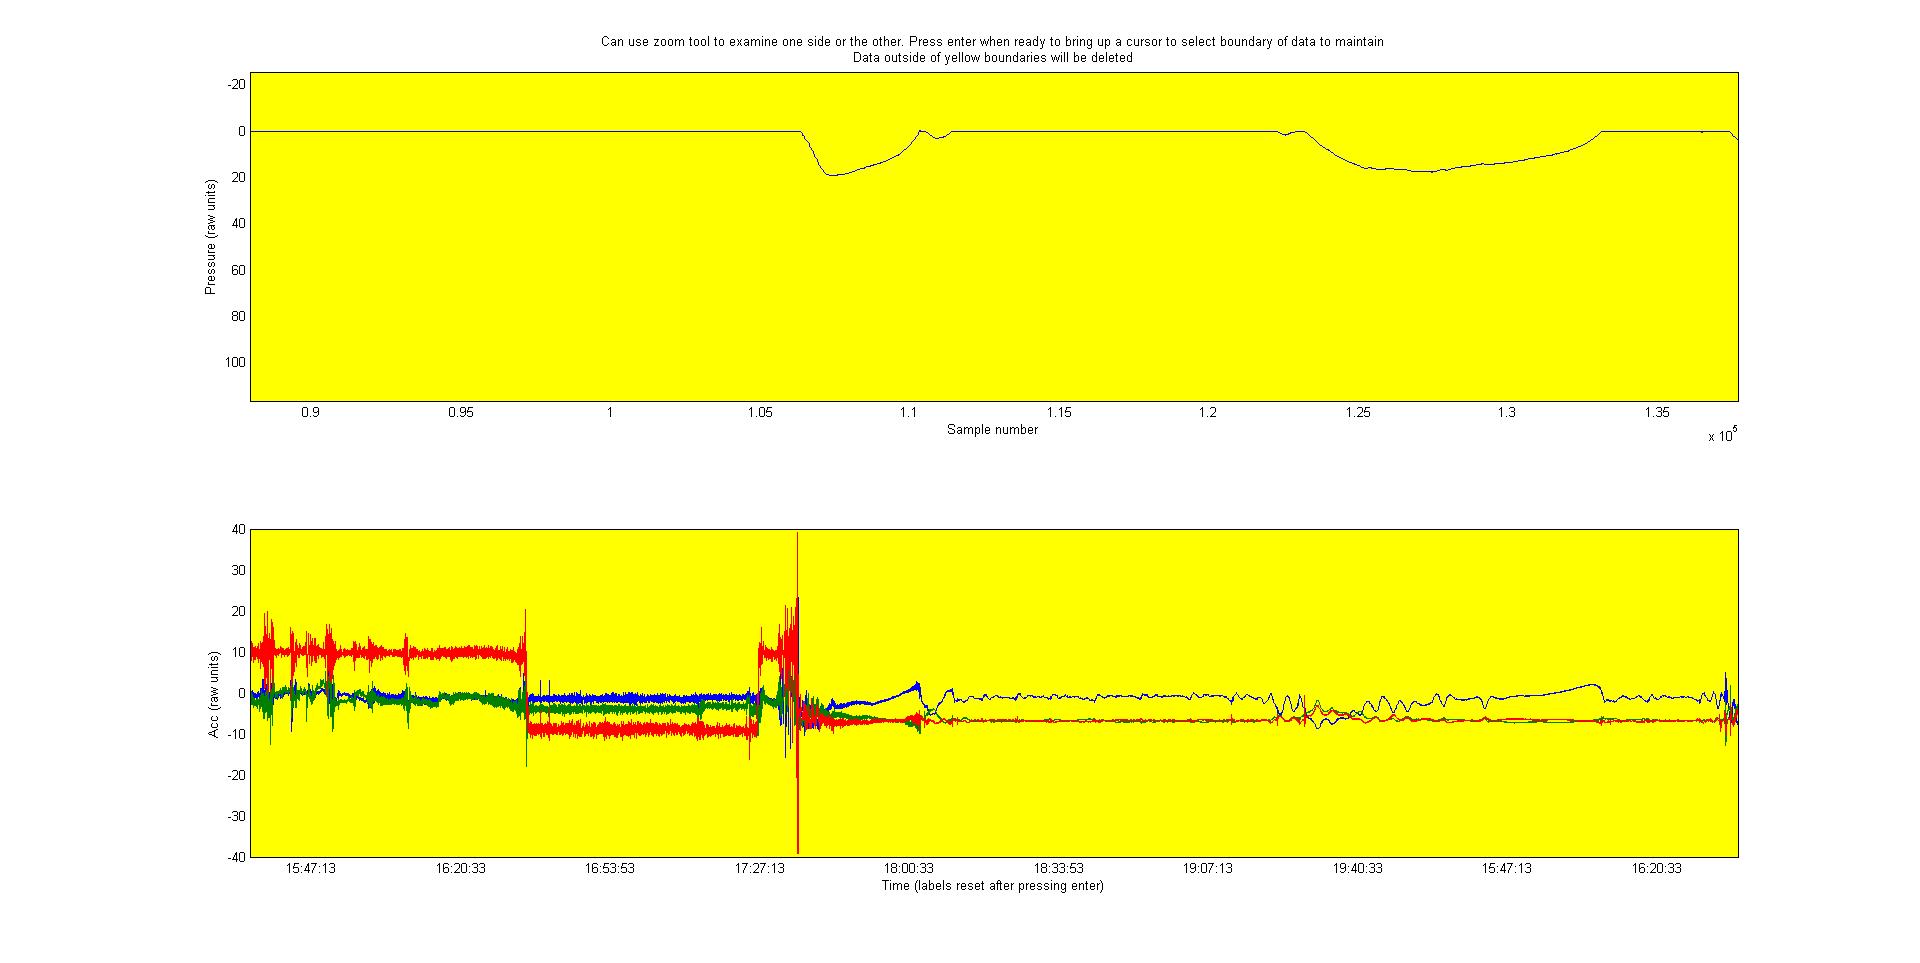 Can use zoom tool to examine one side or the other. Press enter when ready to bring up a cursor to select boundary of data to maintain
Data outside of yellow boundaries will be deleted
-20
0
20
40
60
80
100
Pressure (raw units)
0.9 0.95 1 1.05 1.1 1.15 1.2 1.25 1.3 1.35
Sample number
x 10^5
40
30
20
10
0
-10
-20
-30
-40
Acc (raw units)
15:47:13 16:20:33 16:53:53 17:27:13 18:00:33 18:33:53 19:07:13 19:40:33 15:47:13 16:20:33
Time (labels reset after pressing enter)